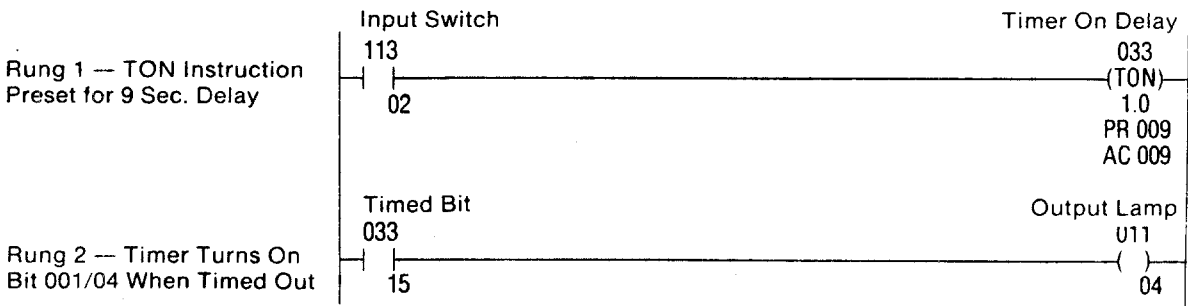 Input Switch
Timer On Delay
113
033
Rung 1 — TON Instruction
(TON)
Preset for 9 Sec. Delay
02
1.0
PR 009
AC 009
Timed Bit
Output Lamp
033
011
Rung 2 — Timer Turns On
( )
Bit 001/04 When Timed Out
15
04